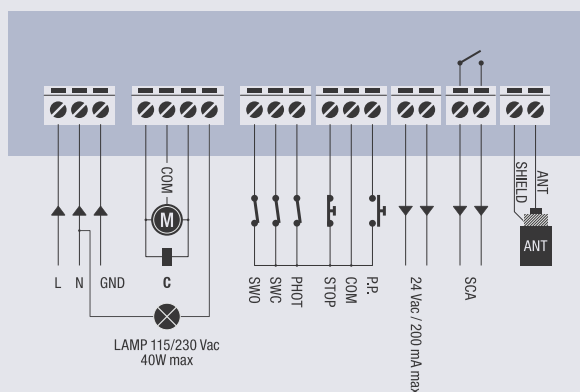 COM
M
SHIELD
ANT
ANT
L
N
GND
C
SWO
SWC
PHOT
STOP
COM
P.P.
24 Vac / 200 mA max
SCA
LAMP 115/230 Vac
40W max